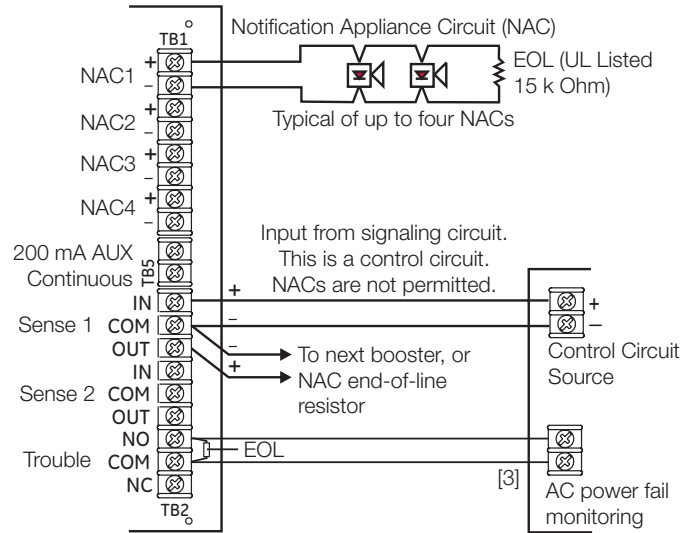 TB1
Notification Appliance Circuit (NAC)
NAC1
+
–
EOL (UL Listed
15 k Ohm)
Typical of up to four NACs
NAC2
+
–
NAC3
+
–
NAC4
+
–
200 mA AUX
Continuous
TB5
Input from signaling circuit.
This is a control circuit.
NACs are not permitted.
Sense 1
IN
COM
OUT
+
–
–
+
+
–
Control Circuit
Source
To next booster, or
NAC end-of-line
resistor
Sense 2
IN
COM
OUT
Trouble
NO
COM
NC
EOL
[3]
AC power fail
monitoring
TB2